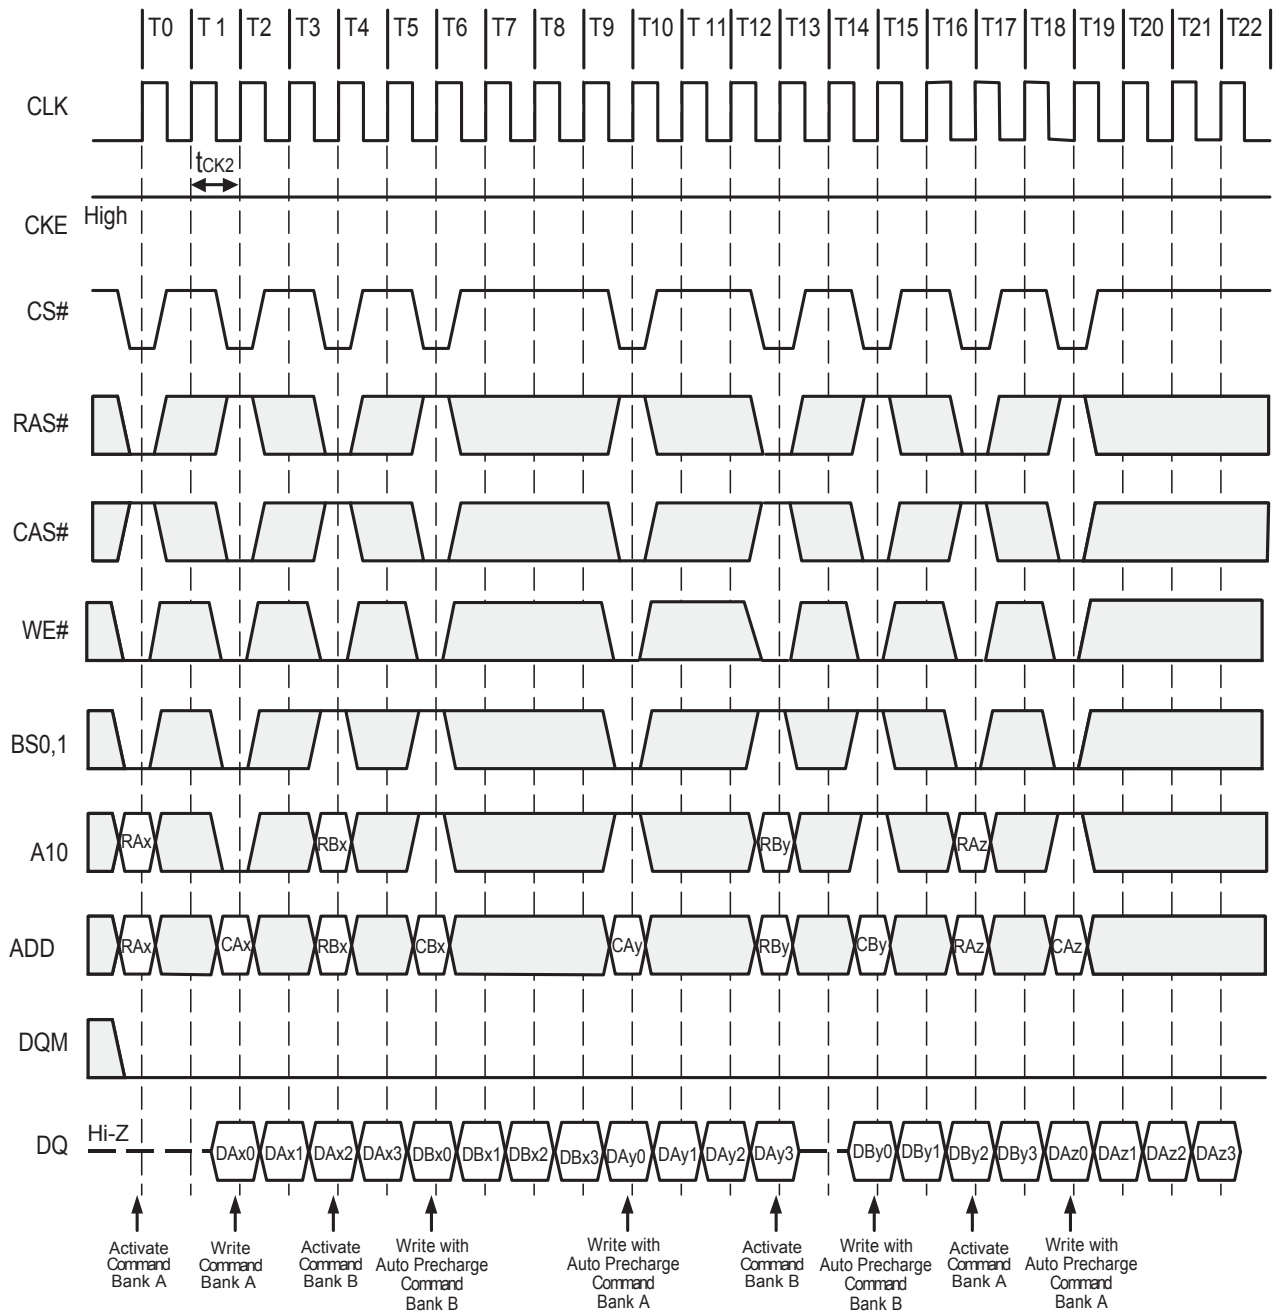 T0 T 1 T2 T3 T4 T5 T6 T7 T8 T9 T10 T 11 T12 T13 T14 T15 T16 T17 T18 T19 T20 T21 T22
CLK
tCK2
CKE High
CS#
RAS#
CAS#
WE#
BS0,1
A10 RAx RBx RBy RAz
ADD RAx CAx RBx CBx CAy RBy CBy RAz CAz
DQM
DQ Hi-Z DAx0 DAx1 DAx2 DAx3 DBx0 DBx1 DBx2 DBx3 DAy0 DAy1 DAy2 DAy3 DBy0 DBy1 DBy2 DBy3 DAz0 DAz1 DAz2 DAz3
Activate
Command
Bank A
Write
Command
Bank A
Activate
Command
Bank B
Write with
Auto Precharge
Command
Bank B
Write with
Auto Precharge
Command
Bank A
Activate
Command
Bank B
Write with
Auto Precharge
Command
Bank B
Activate
Command
Bank A
Write with
Auto Precharge
Command
Bank A